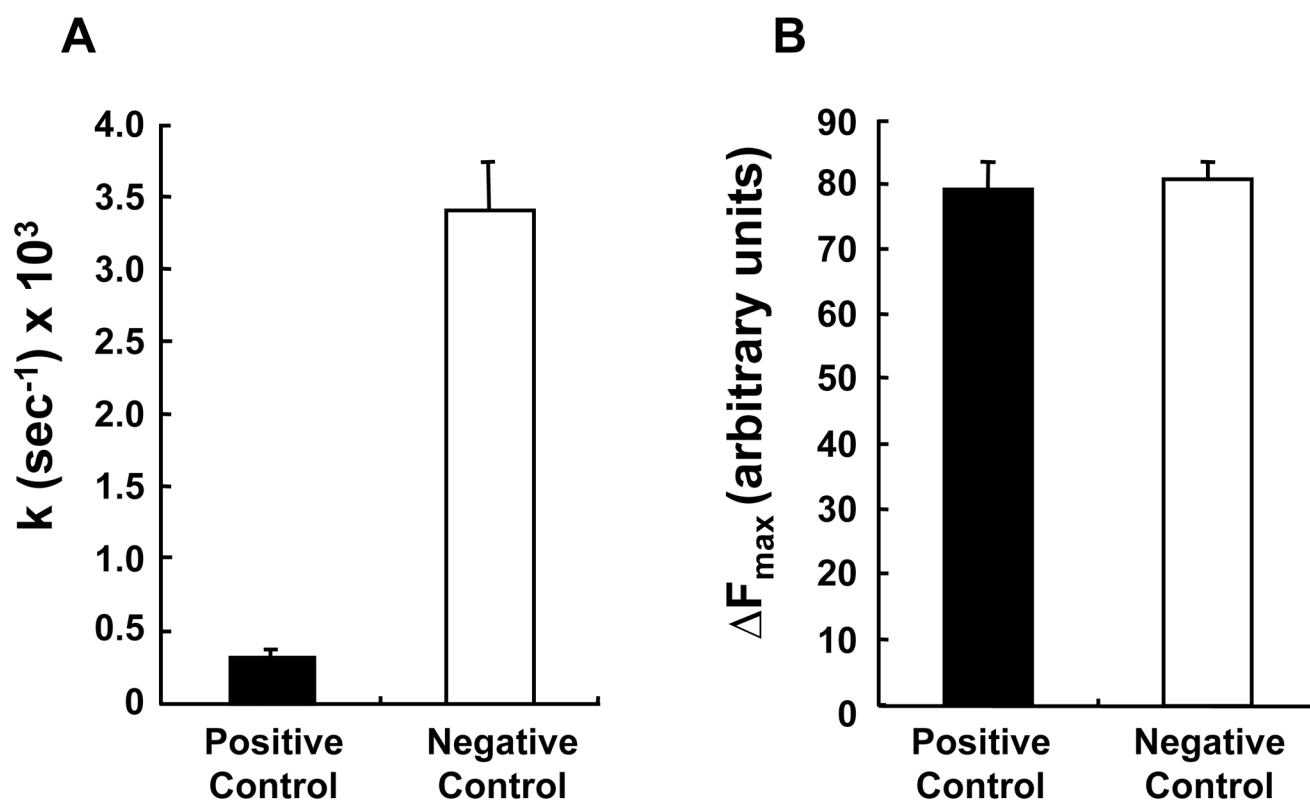 A
k (sec⁻¹) x 10³
4.0
3.5
3.0
2.5
2.0
1.5
1.0
0.5
0
Positive
Control
Negative
Control
B
ΔFmax (arbitrary units)
90
80
70
60
50
40
30
20
10
0
Positive
Control
Negative
Control